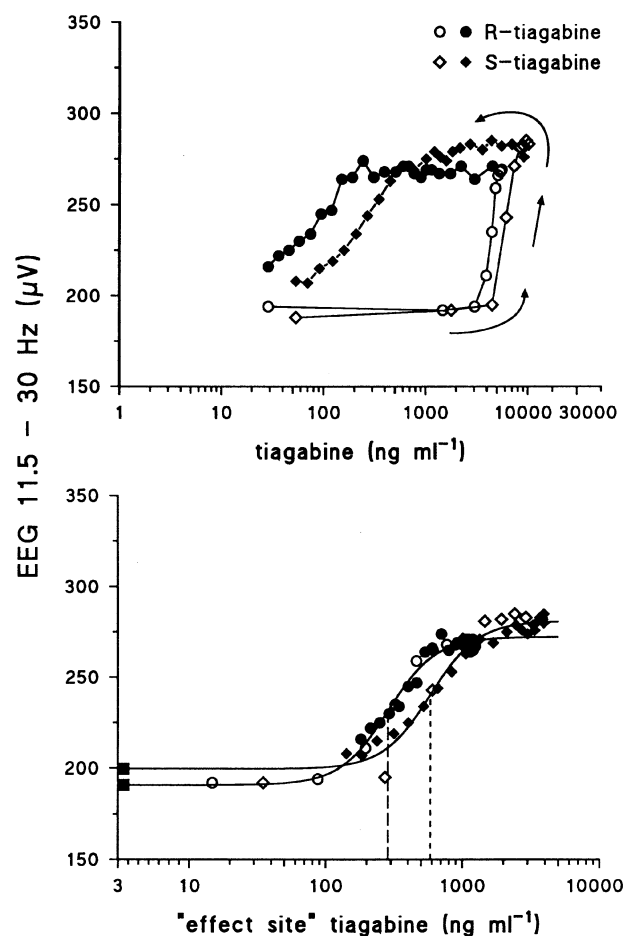 350
R-tiagabine
S-tiagabine
300
250
200
150
1 10 100 1000 10000 30000
tiagabine (ng ml⁻¹)
EEG 11.5 - 30 Hz (µV)
350
300
250
200
150
3 10 100 1000 10000
"effect site" tiagabine (ng ml⁻¹)